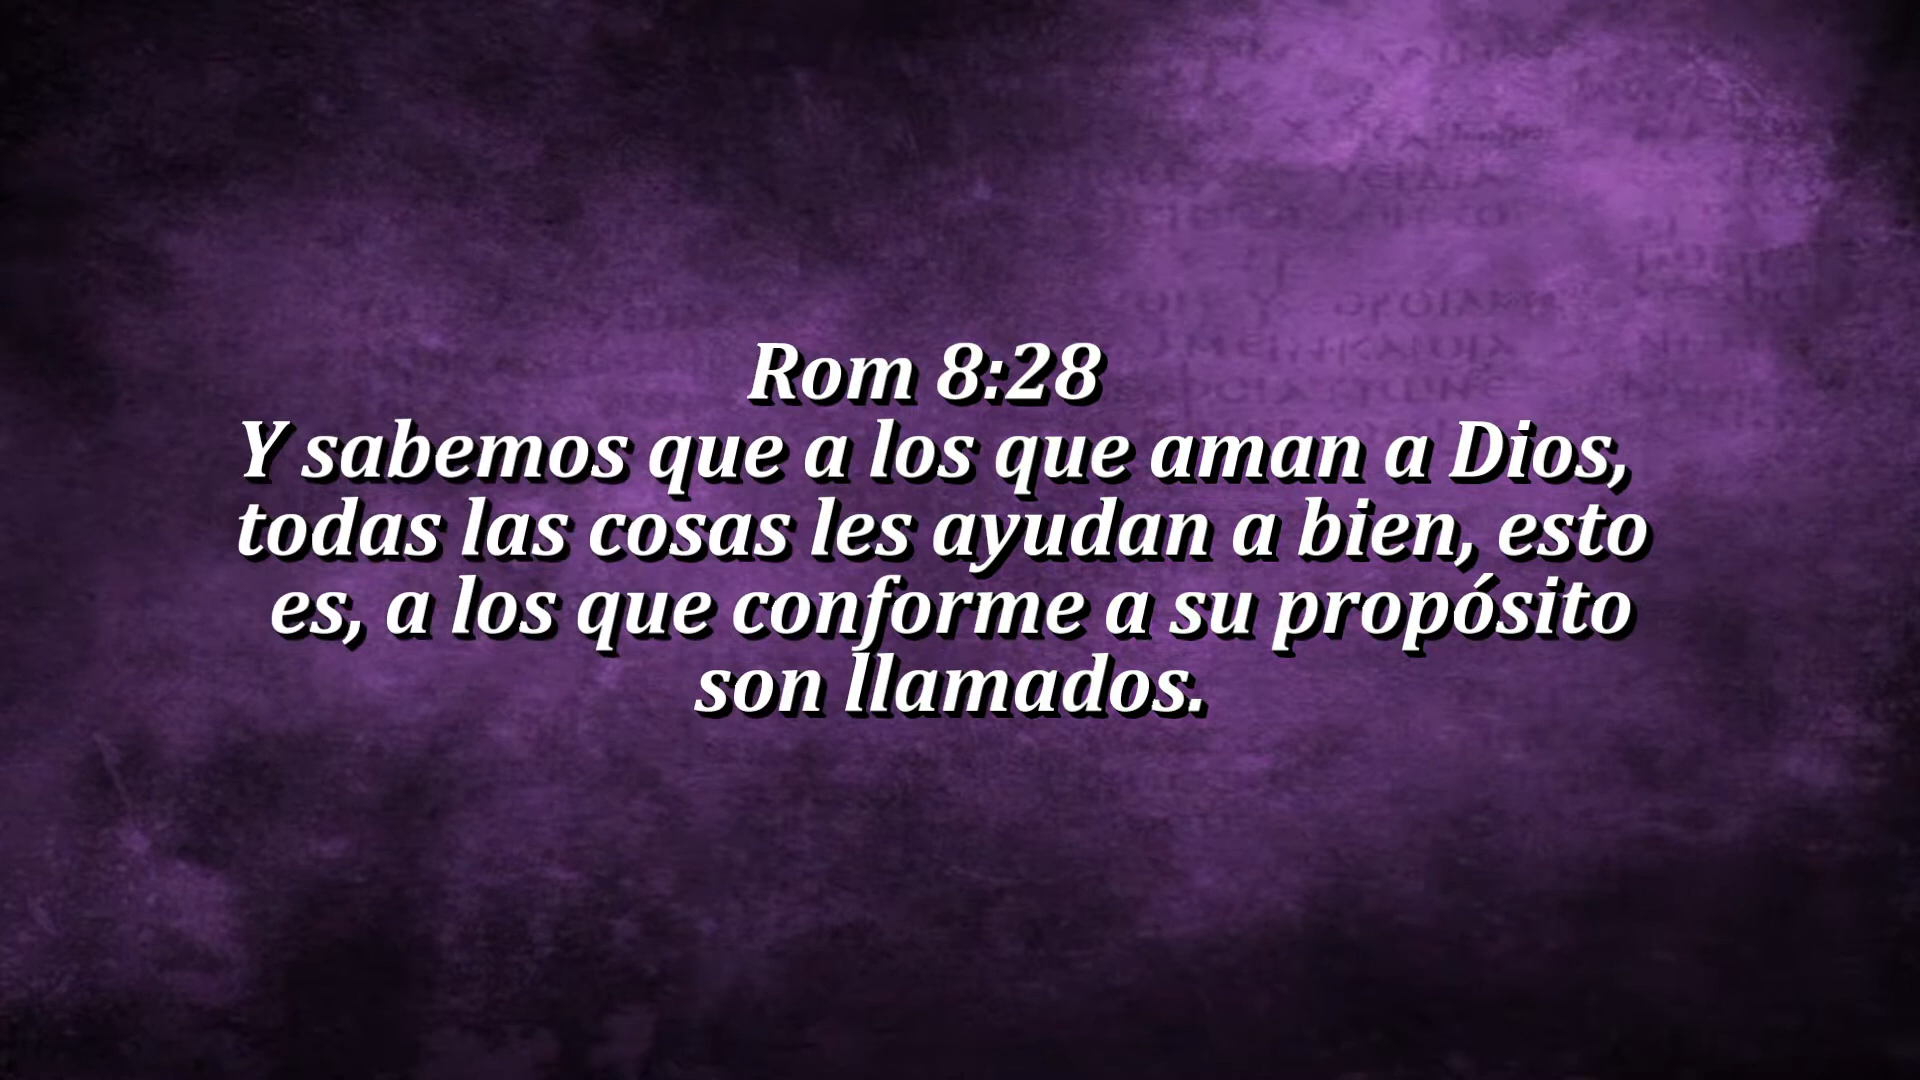 Rom 8:28
Y sabemos que a los que aman a Dios,
todas las cosas les ayudan a bien, esto
es, a los que conforme a su propósito
son llamados.